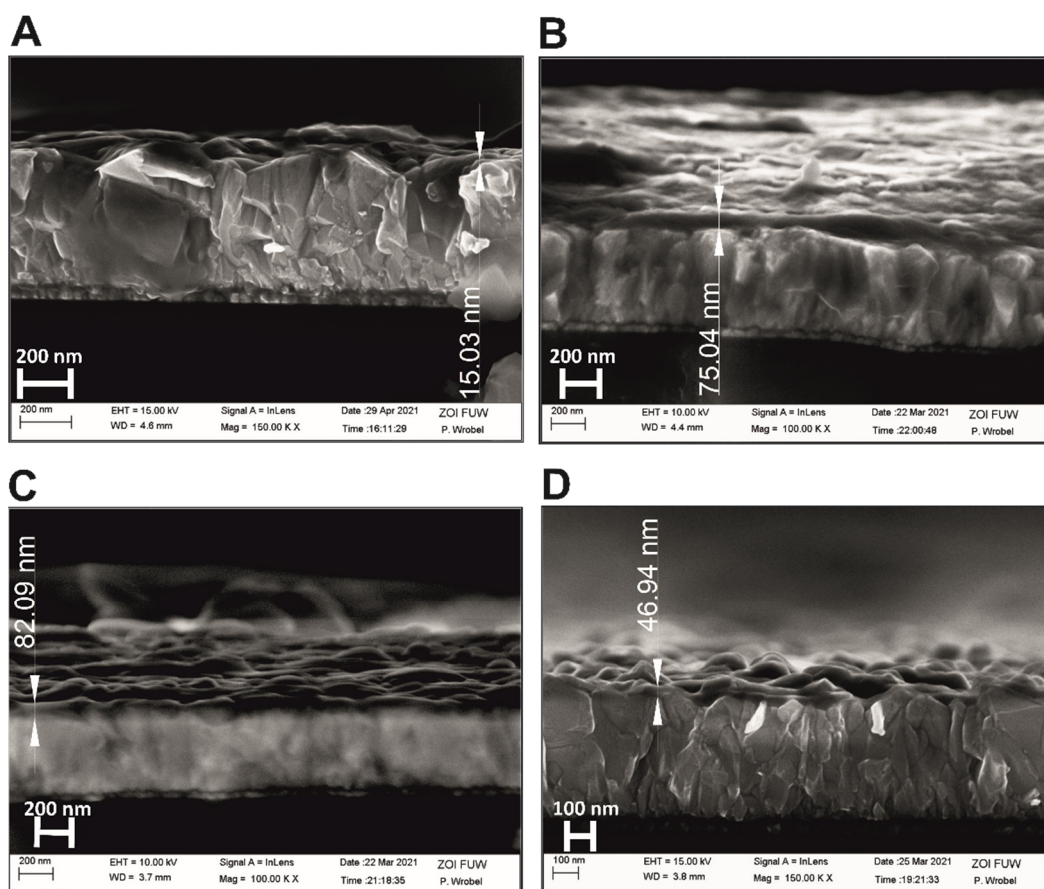 A
15.03 nm
200 nm
200 nm
EHT = 15.00 kV
Signal A = InLens
Date :29 Apr 2021
ZOI FUW
WD = 4.6 mm
Mag = 150.00 K X
Time :16:11:29
P. Wrobel
B
75.04 nm
200 nm
200 nm
EHT = 10.00 kV
Signal A = InLens
Date :22 Mar 2021
ZOI FUW
WD = 4.4 mm
Mag = 100.00 K X
Time :22:00:48
P. Wrobel
C
82.09 nm
200 nm
200 nm
EHT = 10.00 kV
Signal A = InLens
Date :22 Mar 2021
ZOI FUW
WD = 3.7 mm
Mag = 100.00 K X
Time :21:18:35
P. Wrobel
D
46.94 nm
100 nm
100 nm
EHT = 15.00 kV
Signal A = InLens
Date :25 Mar 2021
ZOI FUW
WD = 3.8 mm
Mag = 150.00 K X
Time :19:21:33
P. Wrobel